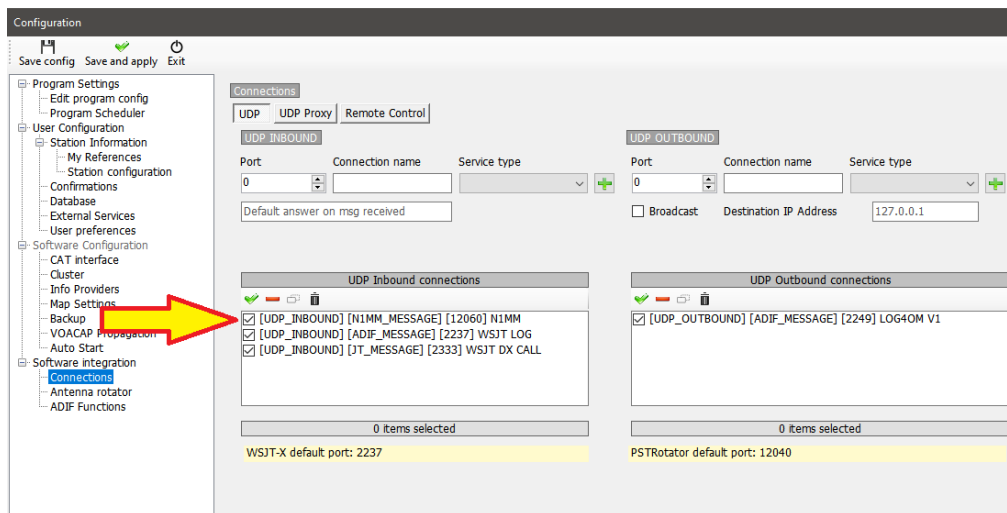 Configuration
Save config Save and apply Exit
Program Settings
Edit program config
Program Scheduler
User Configuration
Station Information
My References
Station configuration
Confirmations
Database
External Services
User preferences
Software Configuration
CAT interface
Cluster
Info Providers
Map Settings
Backup
VOACAP Propagation
Auto Start
Software integration
Connections
Antenna rotator
ADIF Functions
Connections
UDP UDP Proxy Remote Control
UDP INBOUND
Port Connection name Service type
0
Default answer on msg received
UDP Inbound connections
[UDP_INBOUND] [N1MM_MESSAGE] [12060] N1MM
[UDP_INBOUND] [ADIF_MESSAGE] [2237] WSJT LOG
[UDP_INBOUND] [JT_MESSAGE] [2333] WSJT DX CALL
0 items selected
WSJT-X default port: 2237
UDP OUTBOUND
Port Connection name Service type
0
Broadcast Destination IP Address 127.0.0.1
UDP Outbound connections
[UDP_OUTBOUND] [ADIF_MESSAGE] [2249] LOG4OM V1
0 items selected
PSTRotator default port: 12040